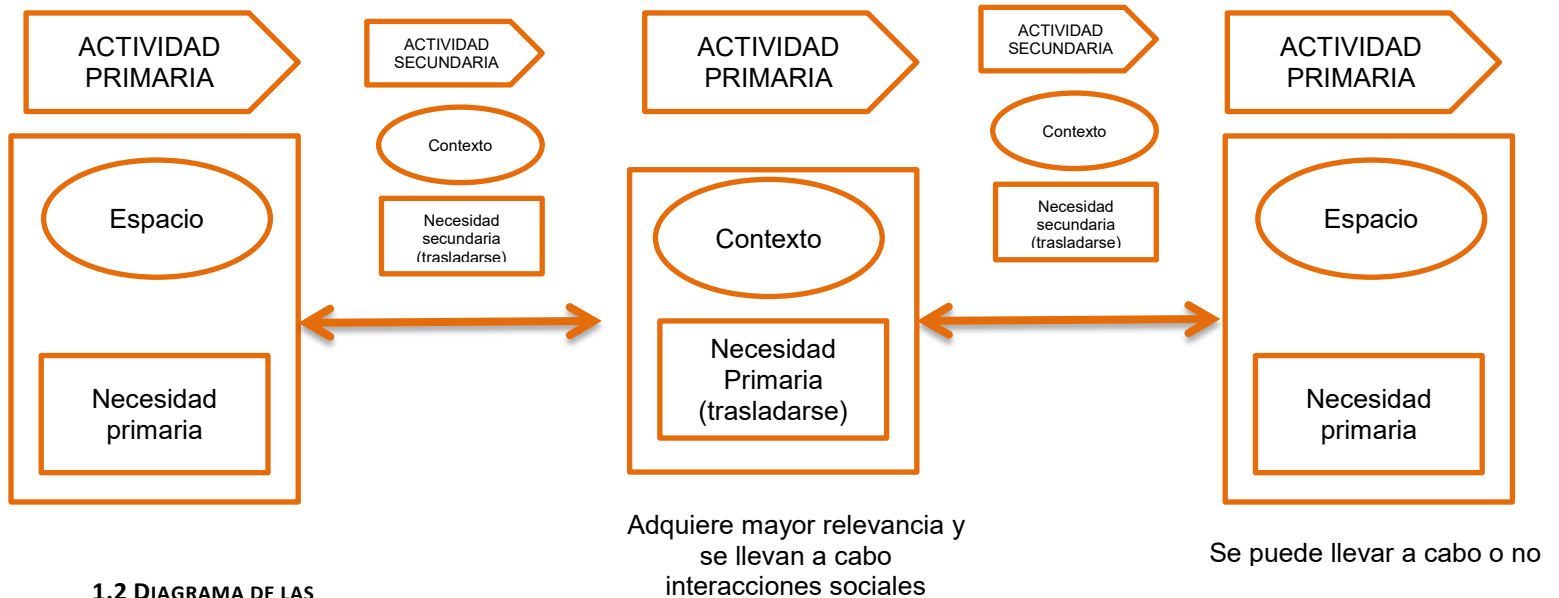 ACTIVIDAD
PRIMARIA
Espacio
Necesidad
primaria
ACTIVIDAD
SECUNDARIA
Contexto
Necesidad
secundaria
(trasladarse)
ACTIVIDAD
PRIMARIA
Contexto
Necesidad
Primaria
(trasladarse)
Adquiere mayor relevancia y
se llevan a cabo
interacciones sociales
ACTIVIDAD
SECUNDARIA
Contexto
Necesidad
secundaria
(trasladarse)
ACTIVIDAD
PRIMARIA
Espacio
Necesidad
primaria
Se puede llevar a cabo o no
1.2 DIAGRAMA DE LAS